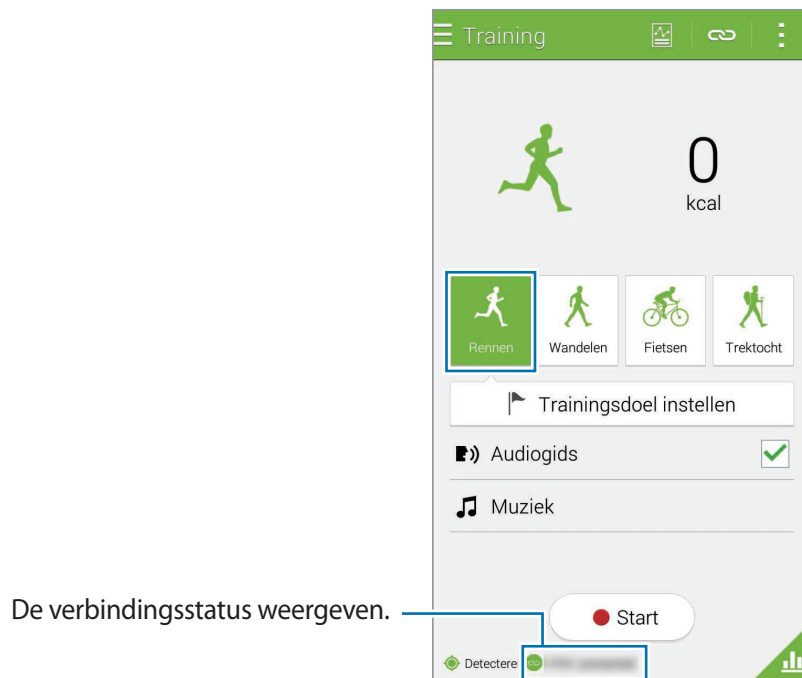 Training
0
kcal
Rennen
Wandelen
Fietsen
Trektocht
Trainingsdoel instellen
Audiogids
Muziek
De verbindingsstatus weergeven.
Start
Detectere